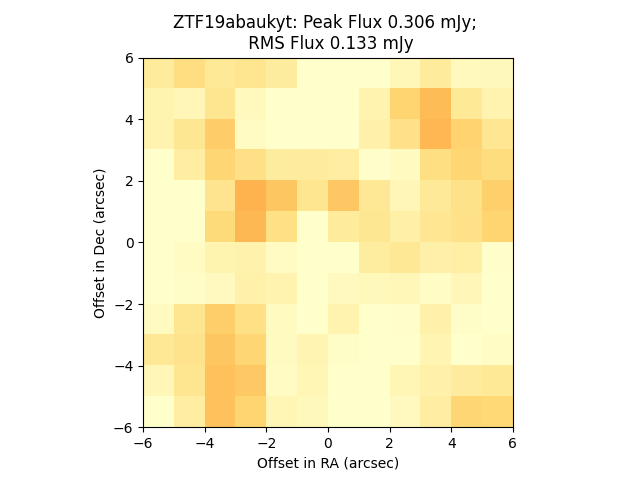 ZTF19abaukyt: Peak Flux 0.306 mJy;
RMS Flux 0.133 mJy
6
4
2
0
−2
−4
−6
Offset in Dec (arcsec)
−6 −4 −2 0 2 4 6
Offset in RA (arcsec)